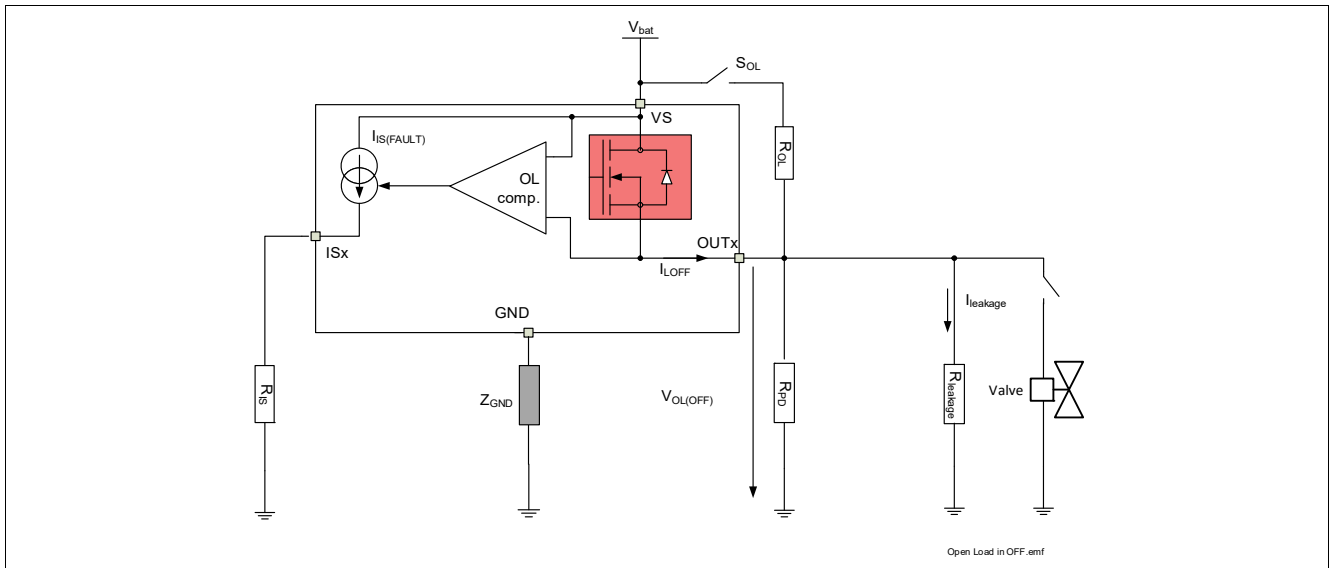 Vbat
SOL
VS
IIS(FAULT)
ROL
OL
comp.
ISx
OUTx
ILOFF
GND
Ileakage
RIS
ZGND
VOL(OFF)
RPD
Rleakage
Valve
Open Load in OFF.emf